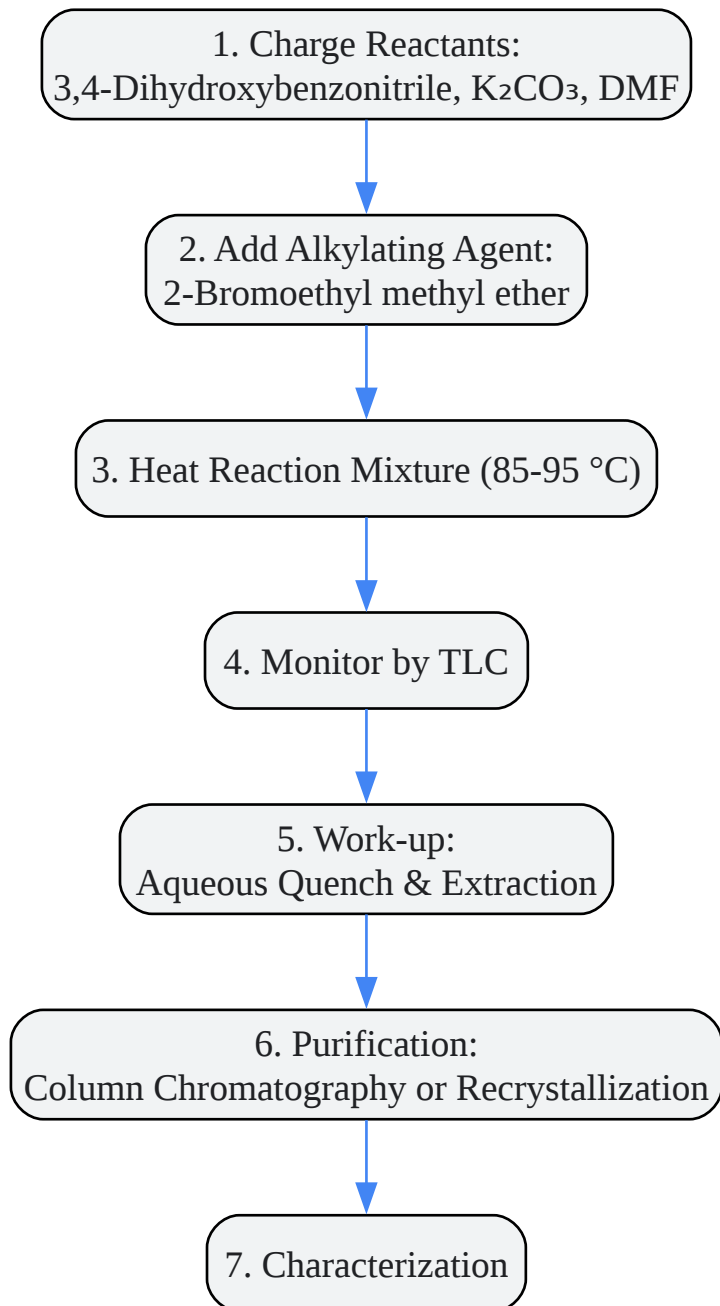 1. Charge Reactants:
3,4-Dihydroxybenzonitrile, K₂CO₃, DMF
2. Add Alkylating Agent:
2-Bromoethyl methyl ether
3. Heat Reaction Mixture (85-95 °C)
4. Monitor by TLC
5. Work-up:
Aqueous Quench & Extraction
6. Purification:
Column Chromatography or Recrystallization
7. Characterization